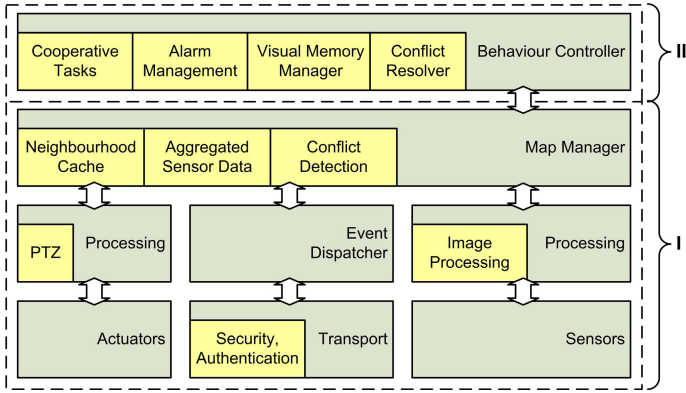 Cooperative
Tasks
Alarm
Management
Visual Memory
Manager
Conflict
Resolver
Behaviour Controller
II
Neighbourhood
Cache
Aggregated
Sensor Data
Conflict
Detection
Map Manager
PTZ
Processing
Event
Dispatcher
Image
Processing
Processing
I
Actuators
Security,
Authentication
Transport
Sensors